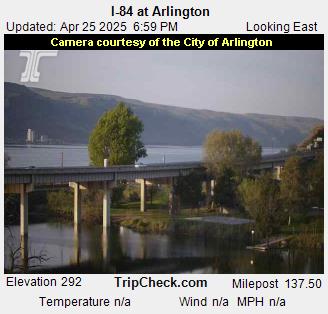 I-84 at Arlington
Updated: Apr 25 2025 6:59 PM Looking East
Camera courtesy of the City of Arlington
Elevation 292 TripCheck.com Milepost 137.50
Temperature n/a Wind n/a MPH n/a